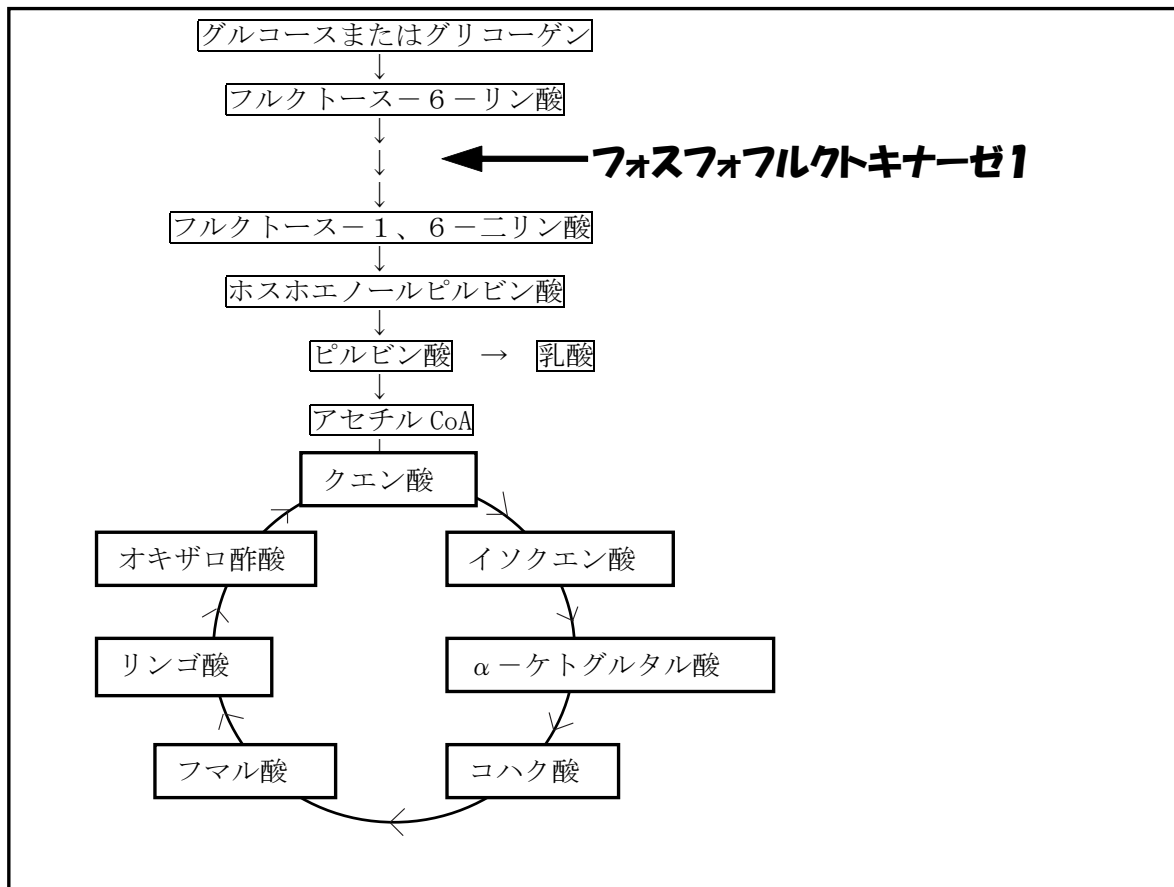 グルコースまたはグリコーゲン
↓
フルクトース－６－リン酸
↓
↓
フォスフォフルクトキナーゼ1
↓
フルクトース－１、６－二リン酸
↓
ホスホエノールピルビン酸
↓
ピルビン酸 → 乳酸
↓
アセチル CoA
クエン酸
オキザロ酢酸
イソクエン酸
リンゴ酸
α－ケトグルタル酸
フマル酸
コハク酸